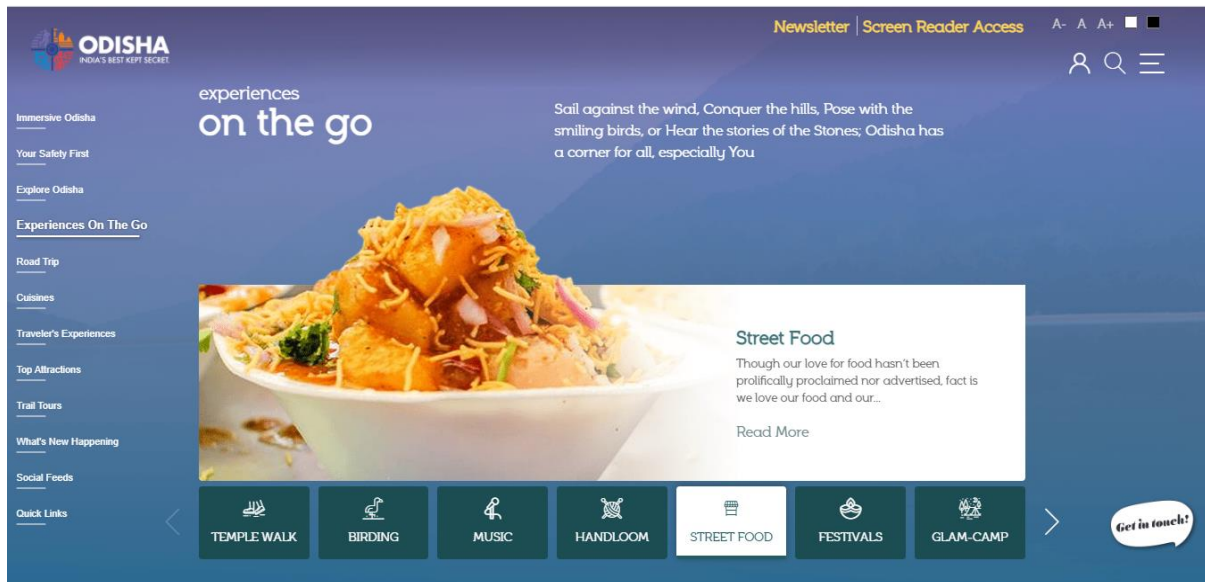 Newsletter | Screen Reader Access
A- A A+
ODISHA
INDIA'S BEST KEPT SECRET.
Immersive Odisha
Your Safety First
Explore Odisha
Experiences On The Go
Road Trip
Cuisines
Traveler's Experiences
Top Attractions
Trail Tours
What's New Happening
Social Feeds
Quick Links
experiences
on the go
Sail against the wind, Conquer the hills, Pose with the
smiling birds, or Hear the stories of the Stones; Odisha has
a corner for all, especially You
Street Food
Though our love for food hasn't been
prolifically proclaimed nor advertised, fact is
we love our food and our...
Read More
TEMPLE WALK
BIRDING
MUSIC
HANDLOOM
STREET FOOD
FESTIVALS
GLAM-CAMP
Get in touch!